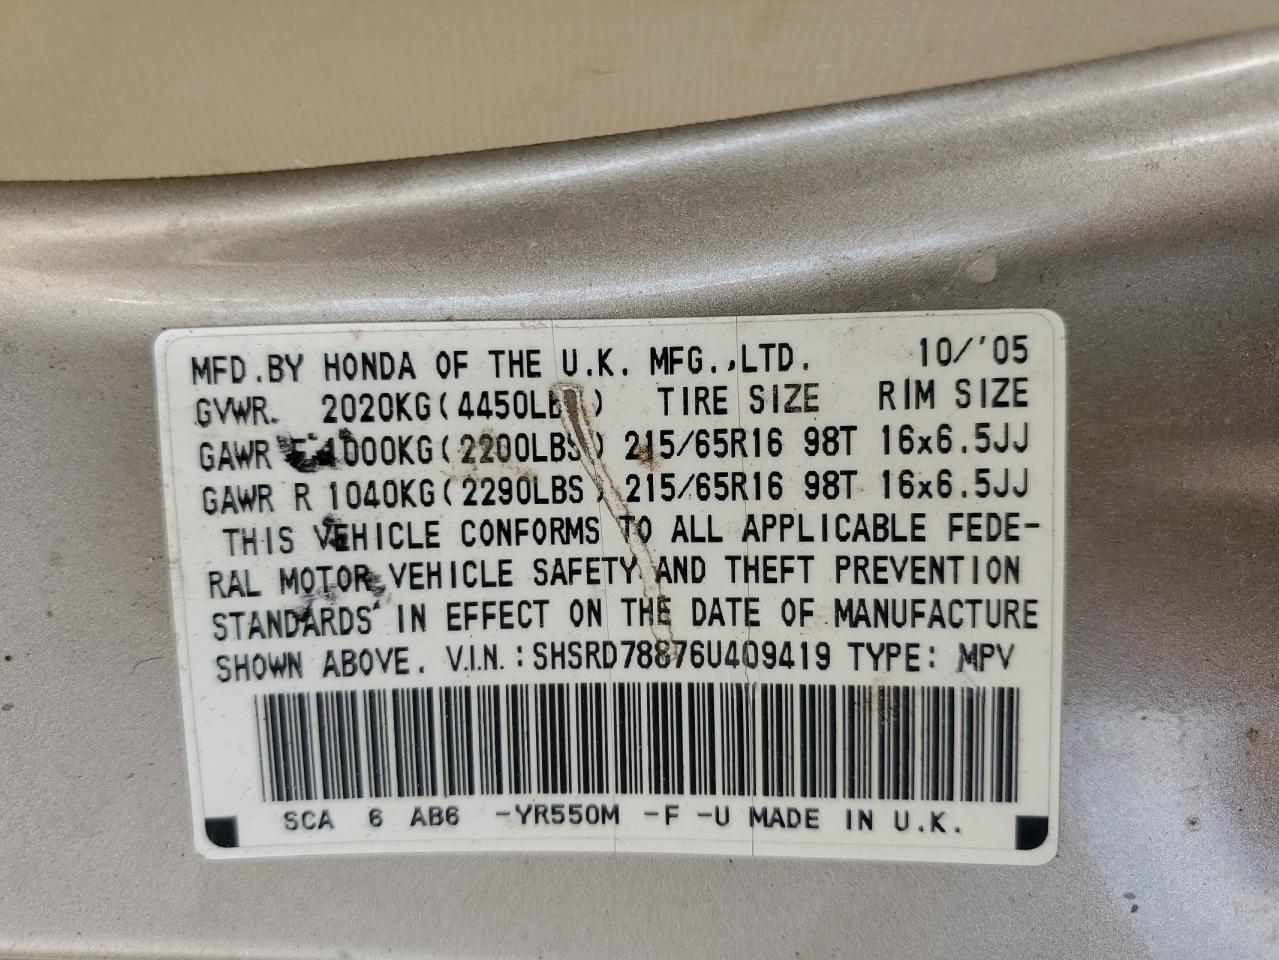 MFD.BY HONDA OF THE U.K. MFG.,LTD. 10/'05
GVWR. 2020KG(4450LBS) TIRE SIZE RIM SIZE
GAWR F 1000KG(2200LBS) 215/65R16 98T 16x6.5JJ
GAWR R 1040KG(2290LBS) 215/65R16 98T 16x6.5JJ
THIS VEHICLE CONFORMS TO ALL APPLICABLE FEDE-
RAL MOTOR VEHICLE SAFETY AND THEFT PREVENTION
STANDARDS IN EFFECT ON THE DATE OF MANUFACTURE
SHOWN ABOVE. V.I.N.: SHSRD78876U409419 TYPE: MPV
SCA 6 AB6 -YR550M -F -U MADE IN U.K.